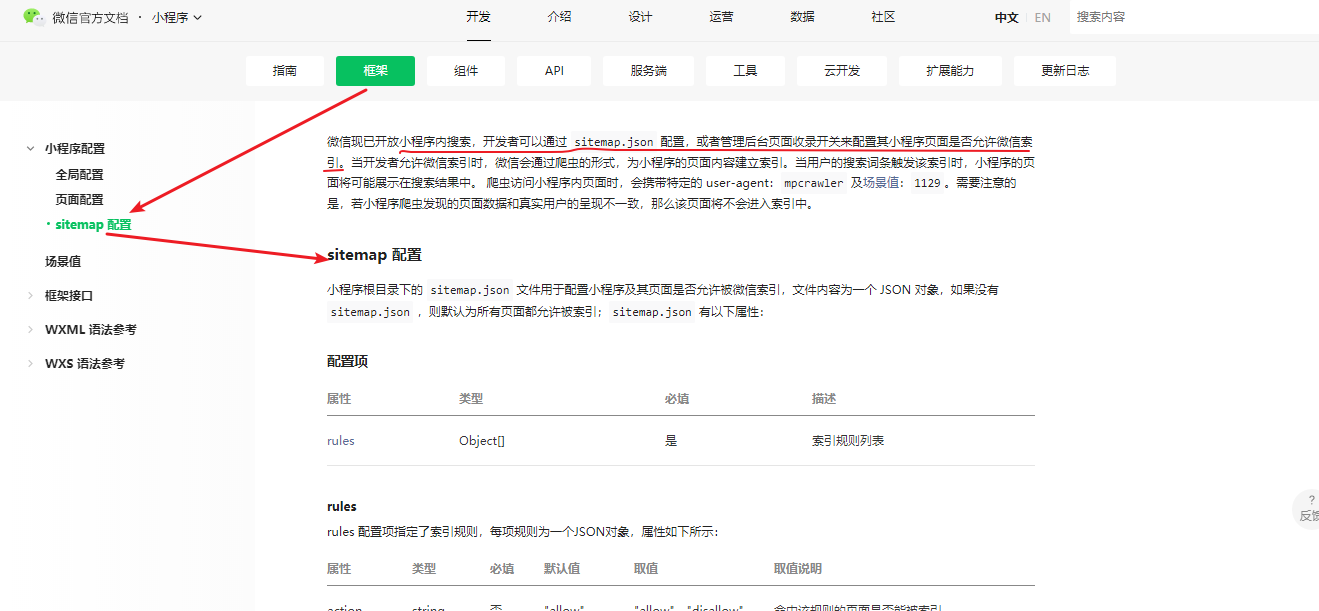 微信官方文档 · 小程序
开发 介绍 设计 运营 数据 社区
中文 EN 搜索内容
指南 框架 组件 API 服务端 工具 云开发 扩展能力 更新日志
小程序配置
全局配置
页面配置
· sitemap 配置
场景值
框架接口
WXML 语法参考
WXS 语法参考
微信现已开放小程序内搜索，开发者可以通过 sitemap.json 配置，或者管理后台页面收录开关来配置其小程序页面是否允许微信索
引。当开发者允许微信索引时，微信会通过爬虫的形式，为小程序的页面内容建立索引。当用户的搜索词条触发该索引时，小程序的页
面将可能展示在搜索结果中。 爬虫访问小程序内页面时，会携带特定的 user-agent: mpcrawler 及场景值: 1129 。需要注意的
是，若小程序爬虫发现的页面数据和真实用户的呈现不一致，那么该页面将不会进入索引中。
sitemap 配置
小程序根目录下的 sitemap.json 文件用于配置小程序及其页面是否允许被微信索引，文件内容为一个 JSON 对象，如果没有
sitemap.json ，则默认为所有页面都允许被索引；sitemap.json 有以下属性：
配置项
属性 类型 必填 描述
rules Object[] 是 索引规则列表
rules
rules 配置项指定了索引规则，每项规则为一个JSON对象，属性如下所示：
属性 类型 必填 默认值 取值 取值说明
action string 否 "allow" "allow"、"disallow" 命中该规则的页面是否能被索引
?
反馈